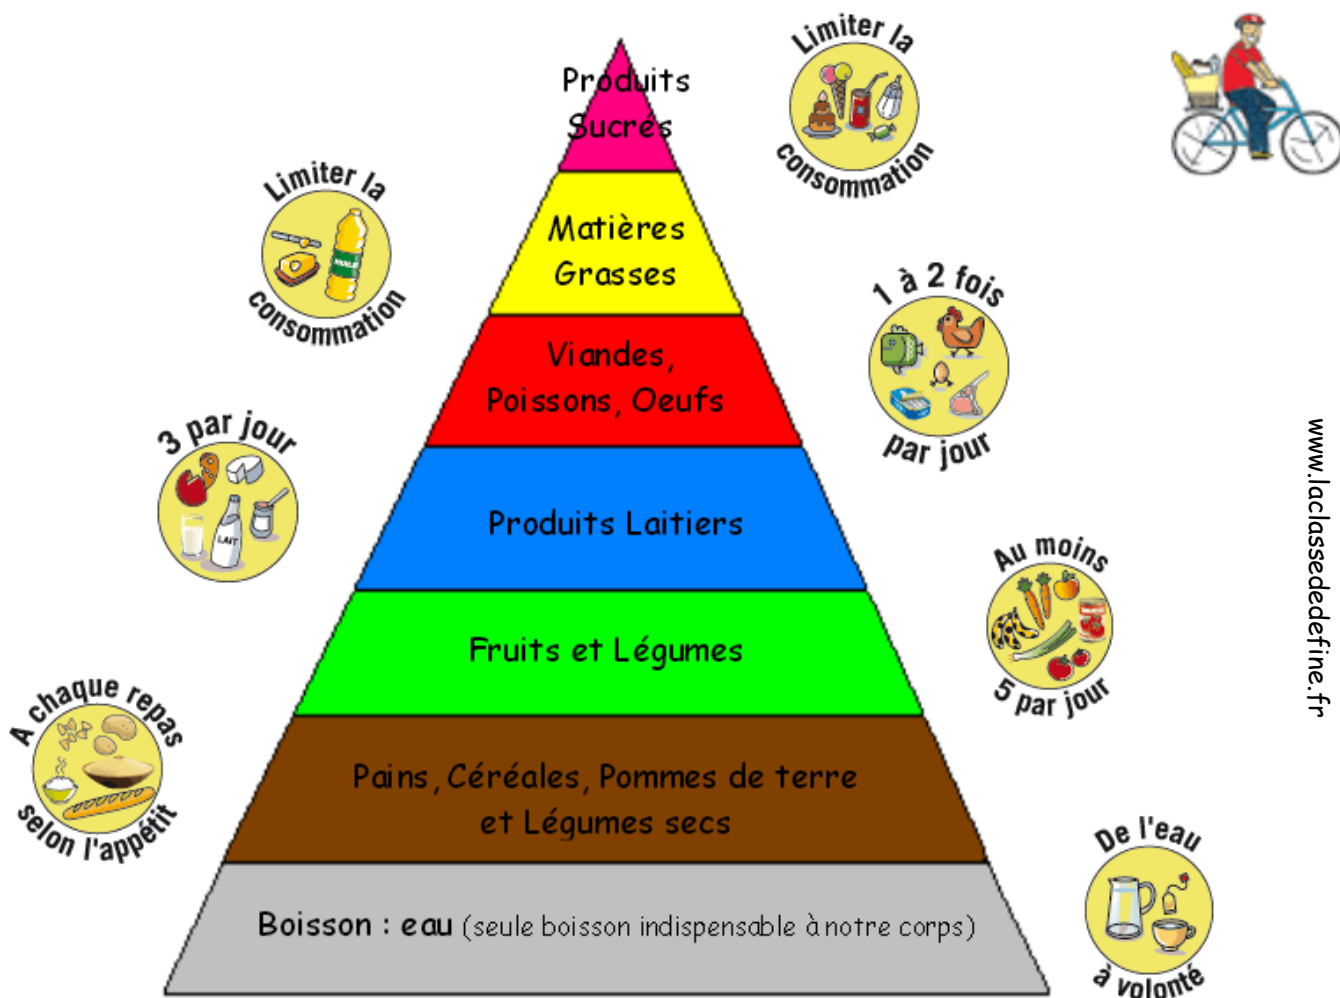 Produits
Sucrés
Limiter la
consommation
Limiter la
consommation
HUILE
Matières
Grasses
1 à 2 fois
par jour
Viandes,
Poissons, Oeufs
3 par jour
LAIT
Produits Laitiers
Au moins
5 par jour
Fruits et Légumes
A chaque repas
selon l'appétit
Pains, Céréales, Pommes de terre
et Légumes secs
De l'eau
à volonté
Boisson : eau (seule boisson indispensable à notre corps)
www.laclassededefine.fr